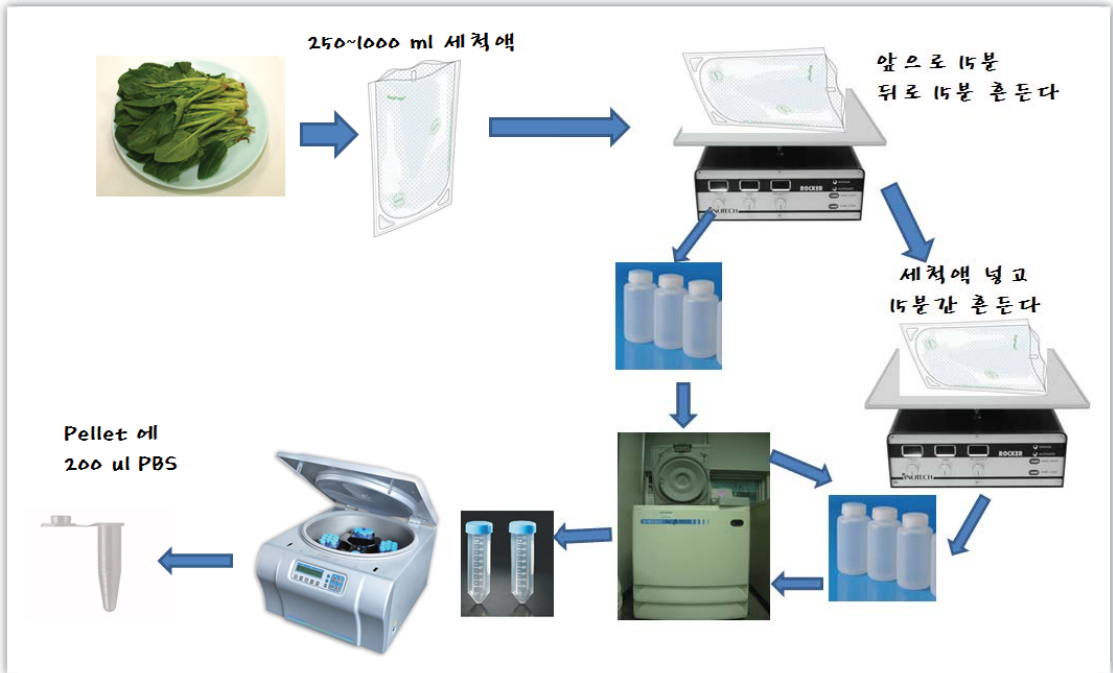 250~1000 ml 세척액
앞으로 15분
뒤로 15분 흔든다
ROCKER
INOTECH
세척액 넣고
15분간 흔든다
ROCKER
INOTECH
Pellet 에
200 ul PBS